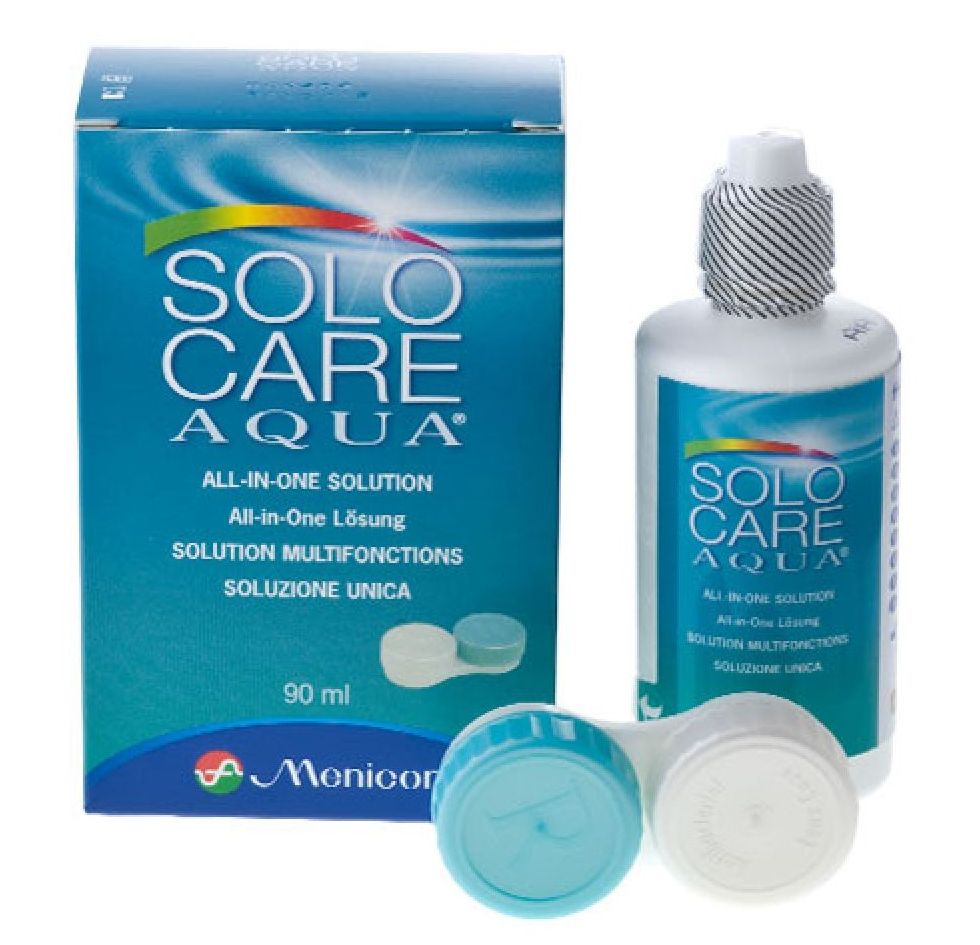 SOLO
CARE
AQUA®
ALL-IN-ONE SOLUTION
All-in-One Lösung
SOLUTION MULTIFONCTIONS
SOLUZIONE UNICA
90 ml
Menicon
SOLO
CARE
AQUA®
ALL-IN-ONE SOLUTION
All-in-One Lösung
SOLUTION MULTIFONCTIONS
SOLUZIONE UNICA
R